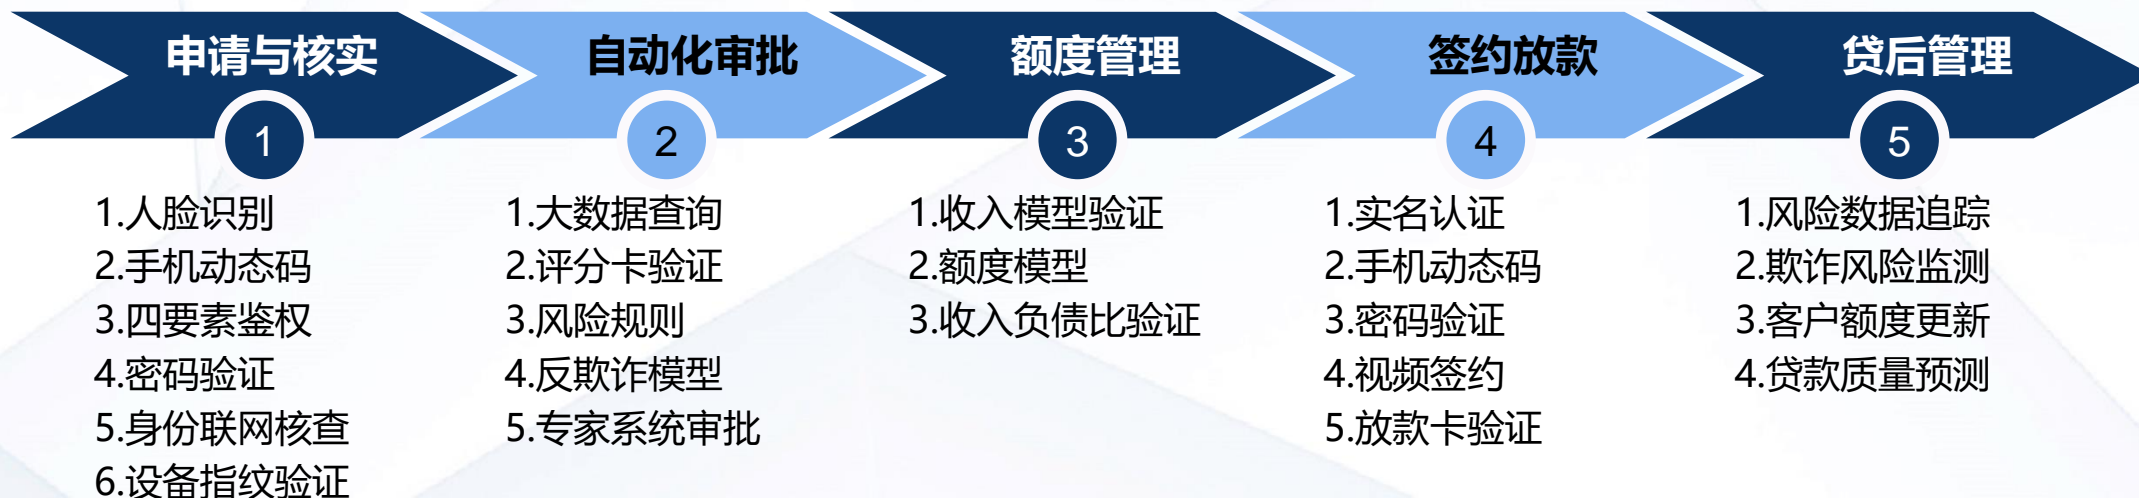 申请与核实
1
1.人脸识别
2.手机动态码
3.四要素鉴权
4.密码验证
5.身份联网核查
6.设备指纹验证
自动化审批
2
1.大数据查询
2.评分卡验证
3.风险规则
4.反欺诈模型
5.专家系统审批
额度管理
3
1.收入模型验证
2.额度模型
3.收入负债比验证
签约放款
4
1.实名认证
2.手机动态码
3.密码验证
4.视频签约
5.放款卡验证
贷后管理
5
1.风险数据追踪
2.欺诈风险监测
3.客户额度更新
4.贷款质量预测